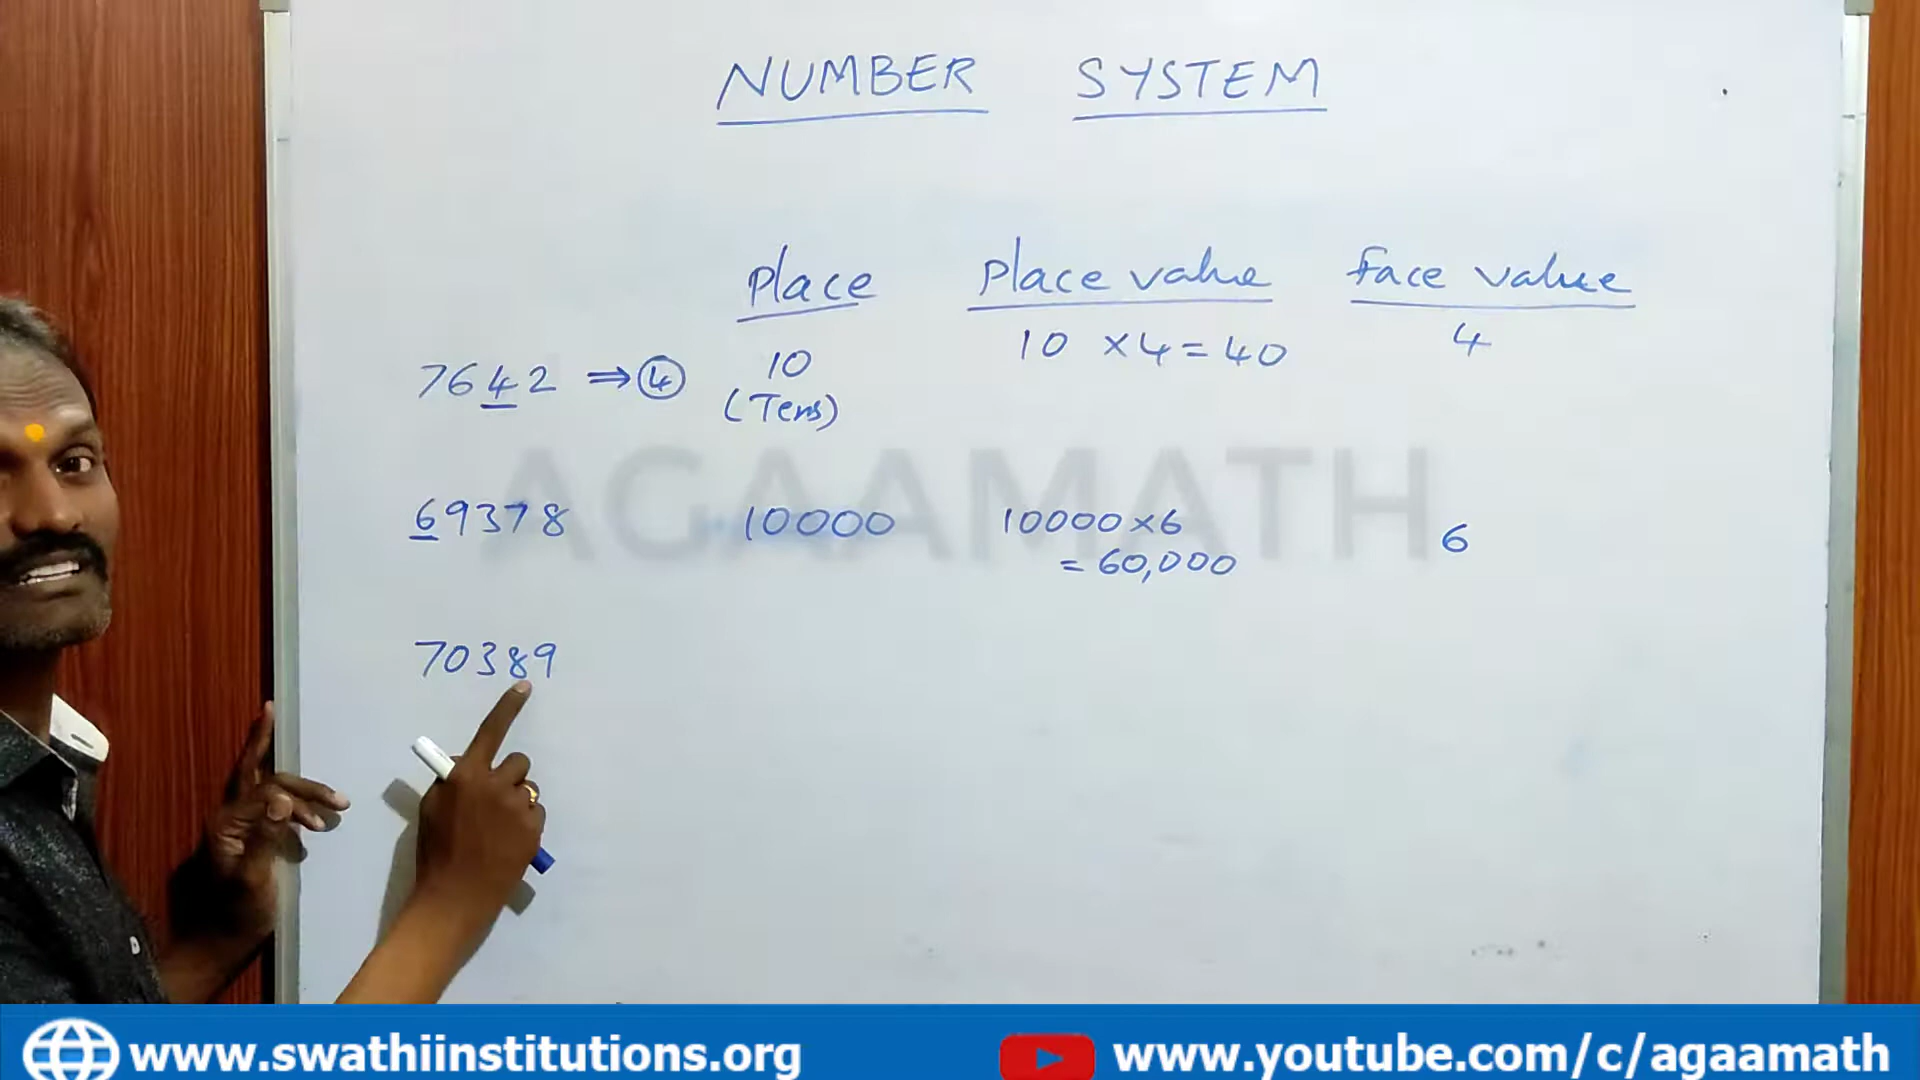 NUMBER SYSTEM
Place Place value Face value
7642 ⇒ 4 10 10 × 4 = 40 4
(Tens)
AGAAMATH
69378 10000 10000 × 6 6
= 60,000
70389
www.swathiinstitutions.org www.youtube.com/c/agaamath